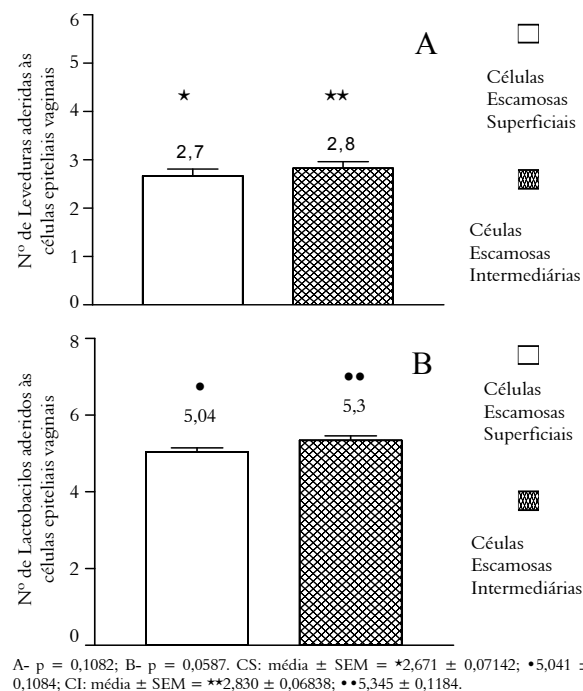 6
5
4
3
2
1
0
Nº de Leveduras aderidas às
células epiteliais vaginais
A
★
★★
2,7
2,8
Células
Escamosas
Superficiais
Céulas
Escamosas
Intermediárias
8
6
4
2
0
Nº de Lactobacilos aderidos às
células epiteliais vaginais
B
•
••
5,04
5,3
Células
Escamosas
Superficiais
Céulas
Escamosas
Intermediárias
A- p = 0,1082; B- p = 0,0587. CS: média ± SEM = ★2,671 ± 0,07142; •5,041 ±
0,1084; CI: média ± SEM = ★★2,830 ± 0,06838; ••5,345 ± 0,1184.